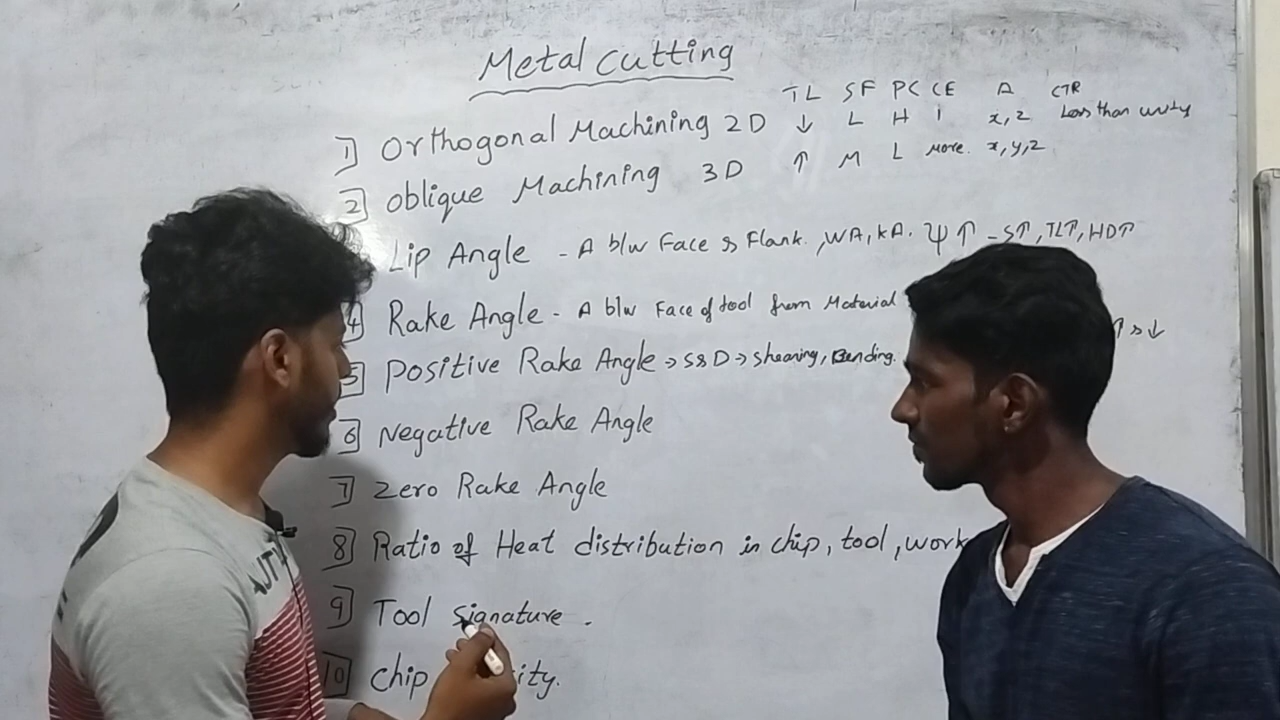 Metal Cutting
TL SF PC CE A CTR
1] Orthogonal Machining 2D ↓ L H 1 x,z Less than unity
2] Oblique Machining 3D ↑ M L more. x,y,z
Lip Angle - A b/w Face & Flank. ,WA,KA. ψ↑ - S↑,TL↑,HD↑
4] Rake Angle - A b/w Face of tool from Material
5] Positive Rake Angle → S&D → shearing, Bending.
6] Negative Rake Angle
7] Zero Rake Angle
8] Ratio of Heat distribution in chip, tool, work
9] Tool Signature.
10] Chip